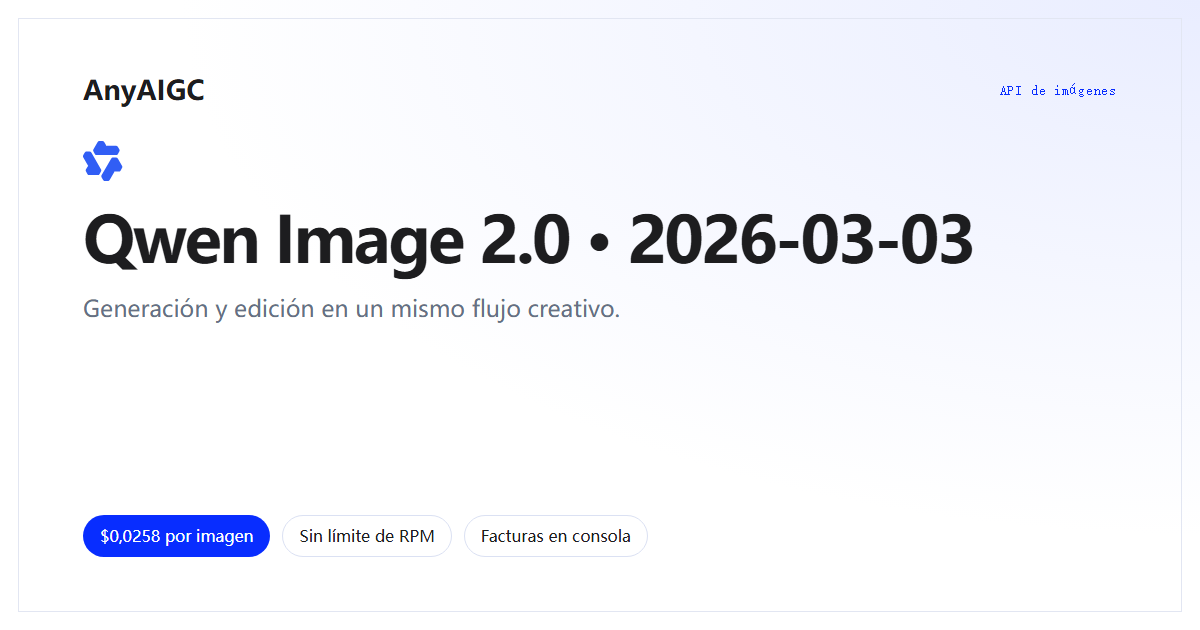 AnyAIGC
API de imágenes
Qwen Image 2.0 • 2026-03-03
Generación y edición en un mismo flujo creativo.
$0,0258 por imagen
Sin límite de RPM
Facturas en consola